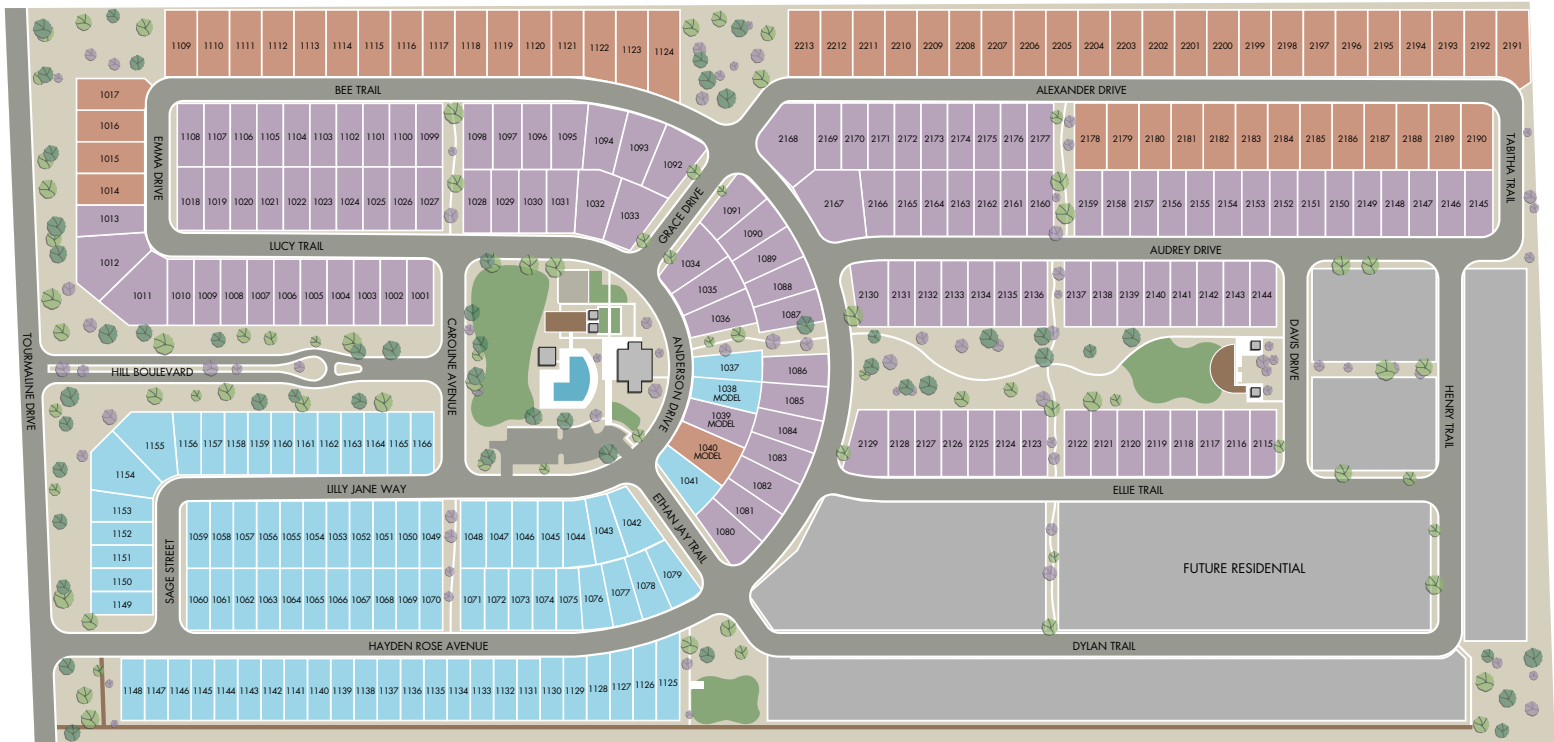 1109 1110 1111 1112 1113 1114 1115 1116 1117 1118 1119 1120 1121 1122 1123 1124
2213 2212 2211 2210 2209 2208 2207 2206 2205 2204 2203 2202 2201 2200 2199 2198 2197 2196 2195 2194 2193 2192 2191
BEE TRAIL
ALEXANDER DRIVE
1017
1016
1015
1014
1013
1012
1011
EMMA DRIVE
1108 1107 1106 1105 1104 1103 1102 1101 1100 1099
1098 1097 1096 1095 1094 1093 1092
1018 1019 1020 1021 1022 1023 1024 1025 1026 1027
1028 1029 1030 1031 1032 1033
GRACE DRIVE
2168 2169 2170 2171 2172 2173 2174 2175 2176 2177
2178 2179 2180 2181 2182 2183 2184 2185 2186 2187 2188 2189 2190
2167 2166 2165 2164 2163 2162 2161 2160
2159 2158 2157 2156 2155 2154 2153 2152 2151 2150 2149 2148 2147 2146 2145
TABITHA TRAIL
LUCY TRAIL
AUDREY DRIVE
1010 1009 1008 1007 1006 1005 1004 1003 1002 1001
1091
1090
1089
1088
1087
1034
1035
1036
2130 2131 2132 2133 2134 2135 2136
2137 2138 2139 2140 2141 2142 2143 2144
TOURMALINE DRIVE
HILL BOULEVARD
CAROLINE AVENUE
ANDERSON DRIVE
1037
1038
MODEL
1039
MODEL
1040
MODEL
1041
1086
1085
1084
1083
1082
1081
1080
DAVIS DRIVE
HENRY TRAIL
1155 1156 1157 1158 1159 1160 1161 1162 1163 1164 1165 1166
1154
1153
1152
1151
1150
1149
2129 2128 2127 2126 2125 2124 2123
2122 2121 2120 2119 2118 2117 2116 2115
LILLY JANE WAY
ETHAN JAY TRAIL
ELLIE TRAIL
SAGE STREET
1059 1058 1057 1056 1055 1054 1053 1052 1051 1050 1049
1048 1047 1046 1045 1044 1043 1042
1060 1061 1062 1063 1064 1065 1066 1067 1068 1069 1070
1071 1072 1073 1074 1075 1076 1077 1078 1079
FUTURE RESIDENTIAL
HAYDEN ROSE AVENUE
DYLAN TRAIL
1148 1147 1146 1145 1144 1143 1142 1141 1140 1139 1138 1137 1136 1135 1134 1133 1132 1131 1130 1129 1128 1127 1126 1125